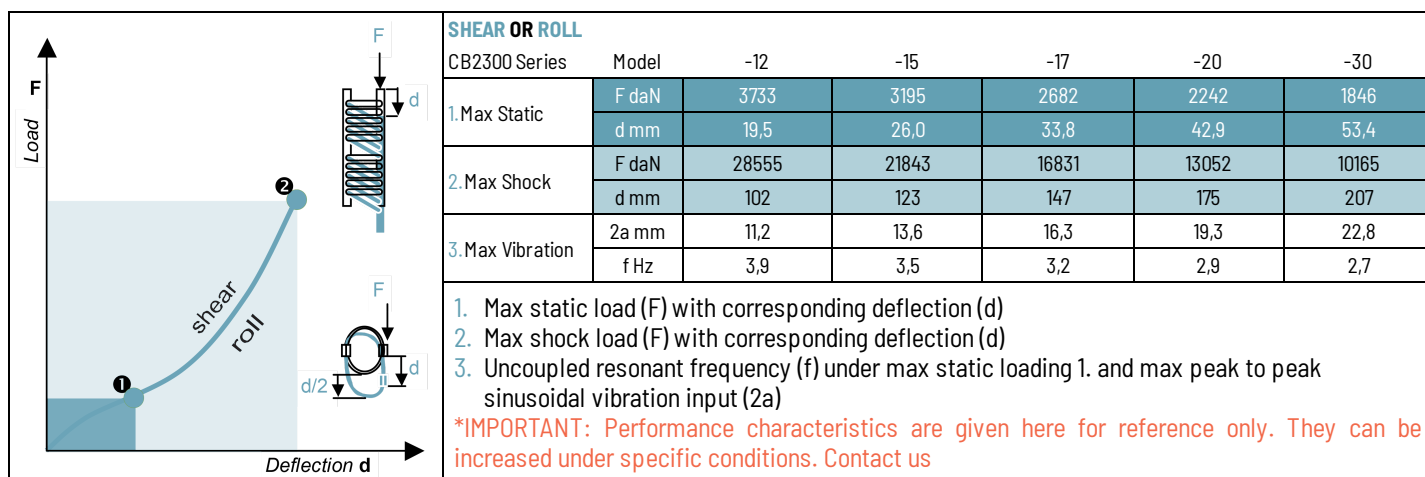 F
Load
F
d
❷
shear
roll
❶
F
d
d/2
Deflection d
SHEAR OR ROLL
CB2300 Series Model -12 -15 -17 -20 -30
1.Max Static F daN 3733 3195 2682 2242 1846
d mm 19,5 26,0 33,8 42,9 53,4
2.Max Shock F daN 28555 21843 16831 13052 10165
d mm 102 123 147 175 207
3.Max Vibration 2a mm 11,2 13,6 16,3 19,3 22,8
f Hz 3,9 3,5 3,2 2,9 2,7
1. Max static load (F) with corresponding deflection (d)
2. Max shock load (F) with corresponding deflection (d)
3. Uncoupled resonant frequency (f) under max static loading 1. and max peak to peak
sinusoidal vibration input (2a)
*IMPORTANT: Performance characteristics are given here for reference only. They can be
increased under specific conditions. Contact us